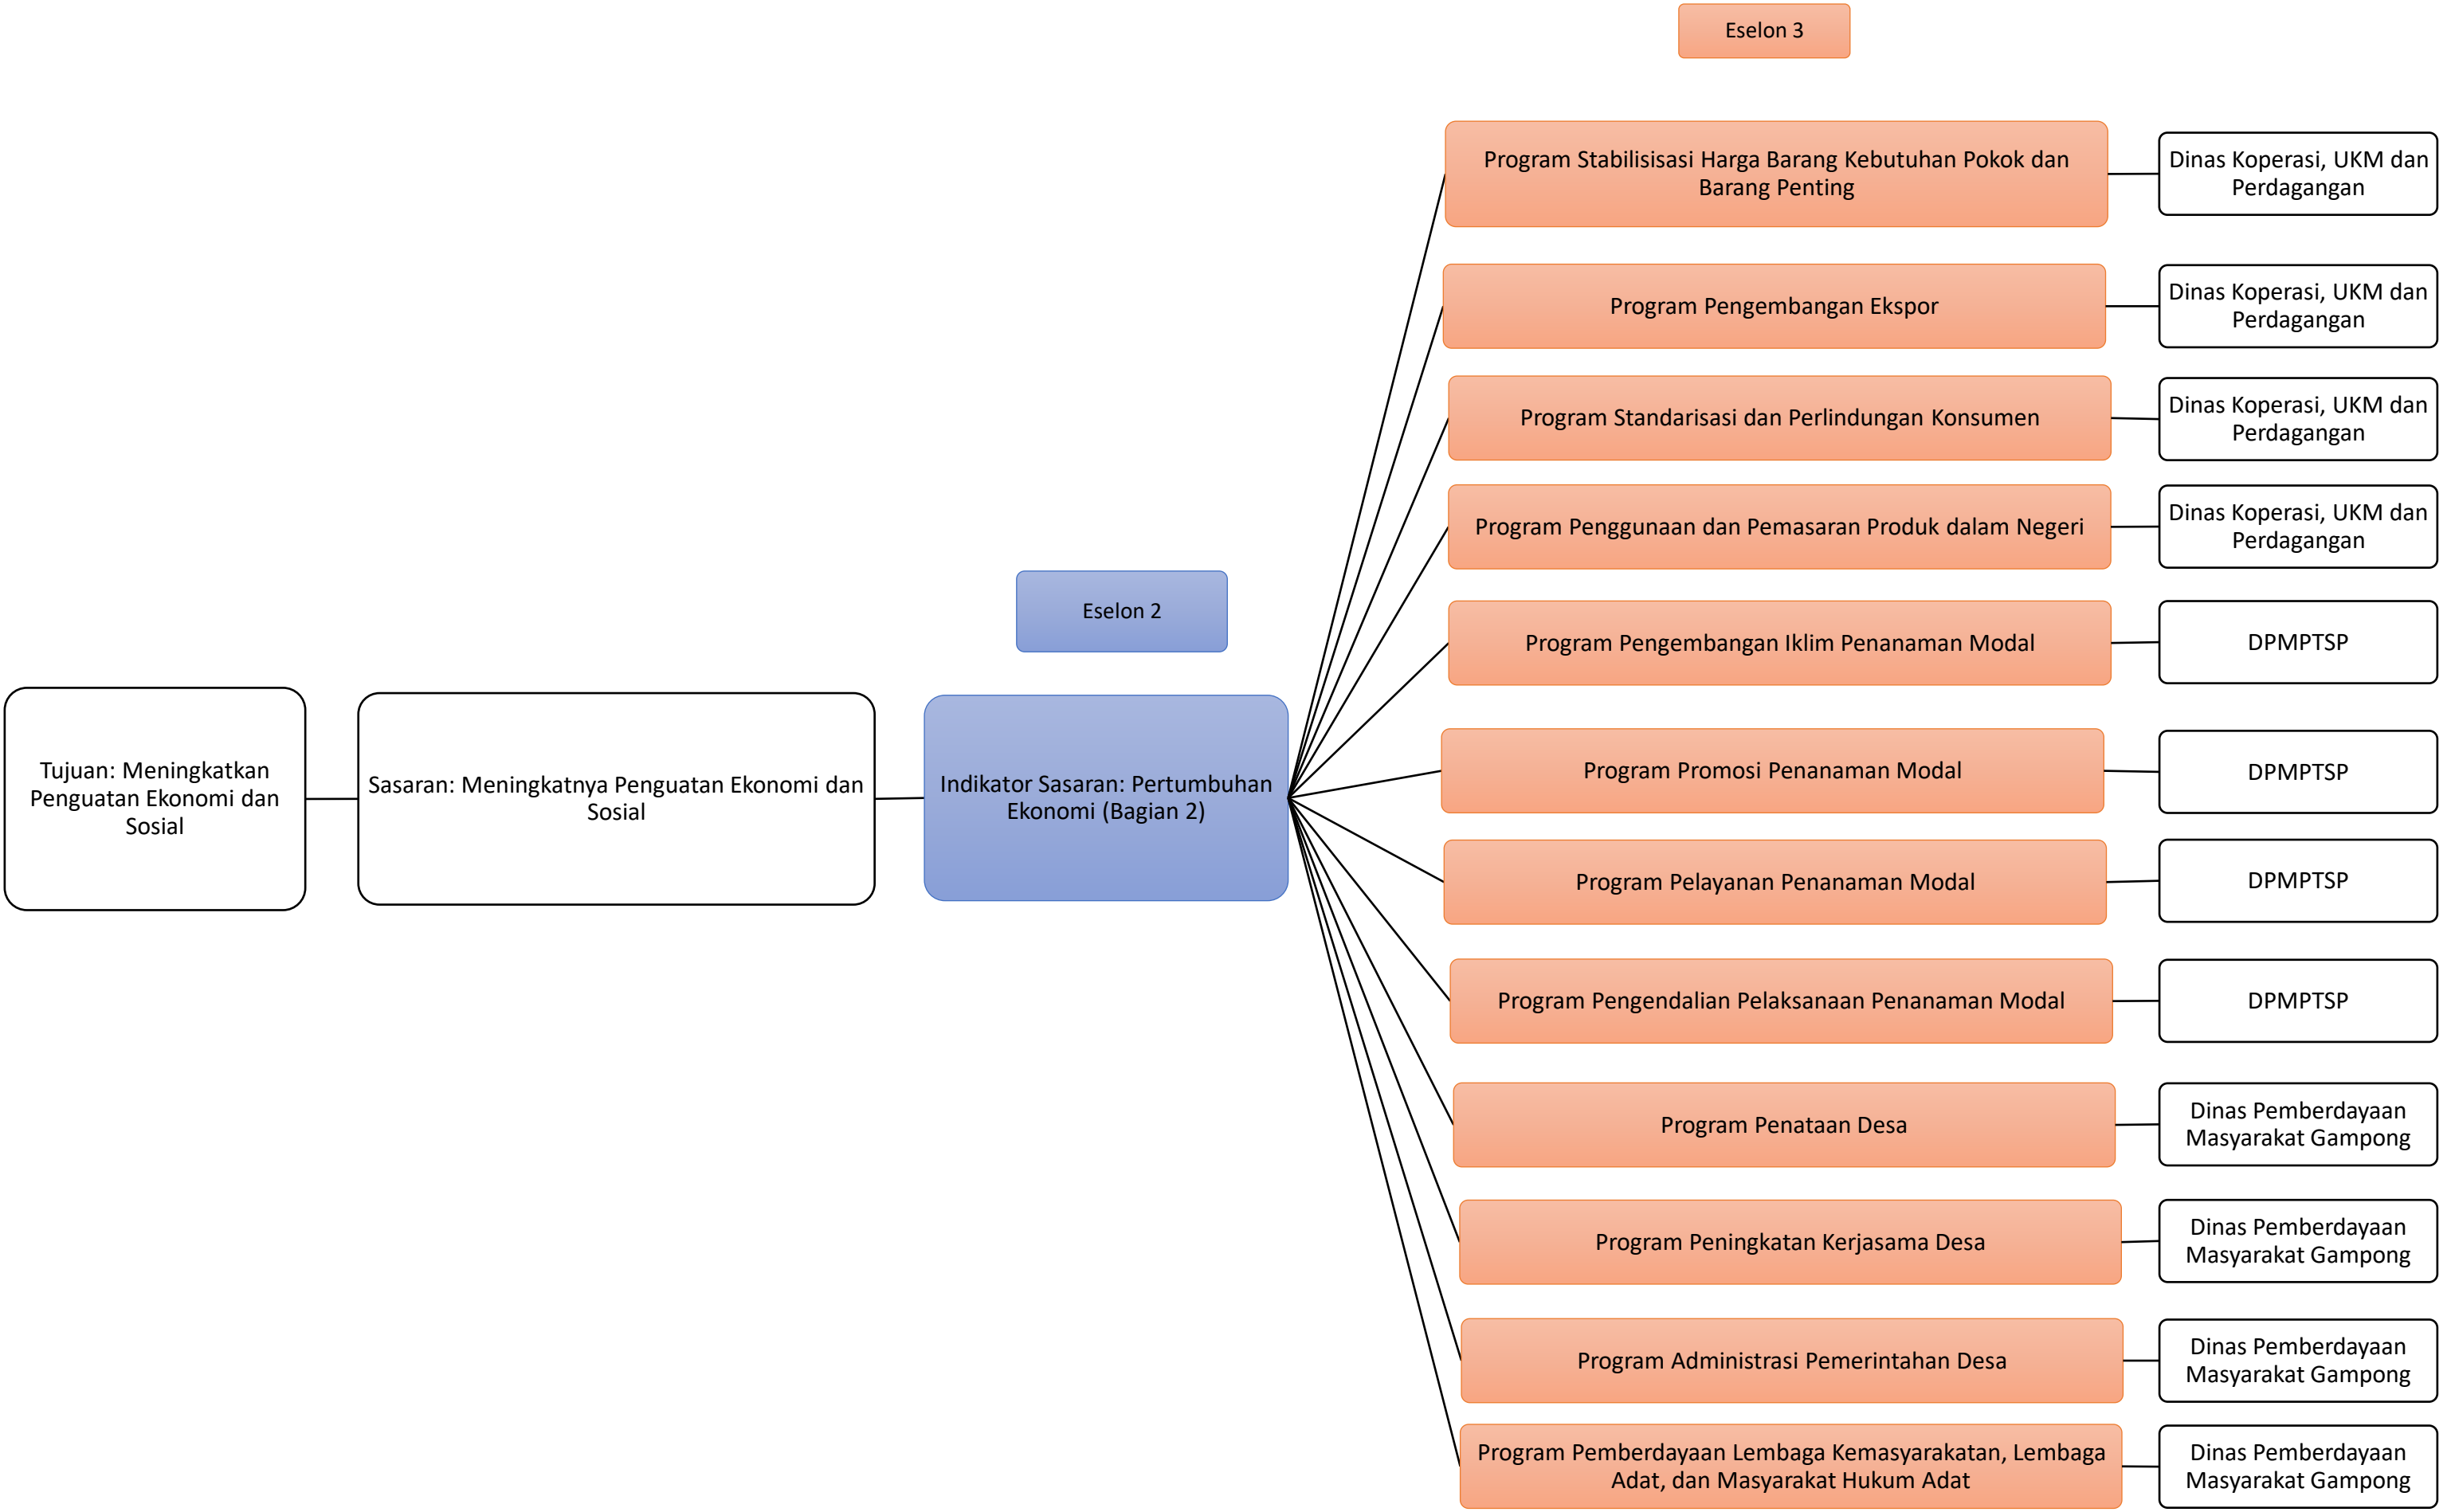 Eselon 3
Program Stabilisisasi Harga Barang Kebutuhan Pokok dan
Barang Penting
Dinas Koperasi, UKM dan
Perdagangan
Program Pengembangan Ekspor
Dinas Koperasi, UKM dan
Perdagangan
Program Standarisasi dan Perlindungan Konsumen
Dinas Koperasi, UKM dan
Perdagangan
Program Penggunaan dan Pemasaran Produk dalam Negeri
Dinas Koperasi, UKM dan
Perdagangan
Eselon 2
Program Pengembangan Iklim Penanaman Modal
DPMPTSP
Tujuan: Meningkatkan
Penguatan Ekonomi dan
Sosial
Sasaran: Meningkatnya Penguatan Ekonomi dan
Sosial
Indikator Sasaran: Pertumbuhan
Ekonomi (Bagian 2)
Program Promosi Penanaman Modal
DPMPTSP
Program Pelayanan Penanaman Modal
DPMPTSP
Program Pengendalian Pelaksanaan Penanaman Modal
DPMPTSP
Program Penataan Desa
Dinas Pemberdayaan
Masyarakat Gampong
Program Peningkatan Kerjasama Desa
Dinas Pemberdayaan
Masyarakat Gampong
Program Administrasi Pemerintahan Desa
Dinas Pemberdayaan
Masyarakat Gampong
Program Pemberdayaan Lembaga Kemasyarakatan, Lembaga
Adat, dan Masyarakat Hukum Adat
Dinas Pemberdayaan
Masyarakat Gampong